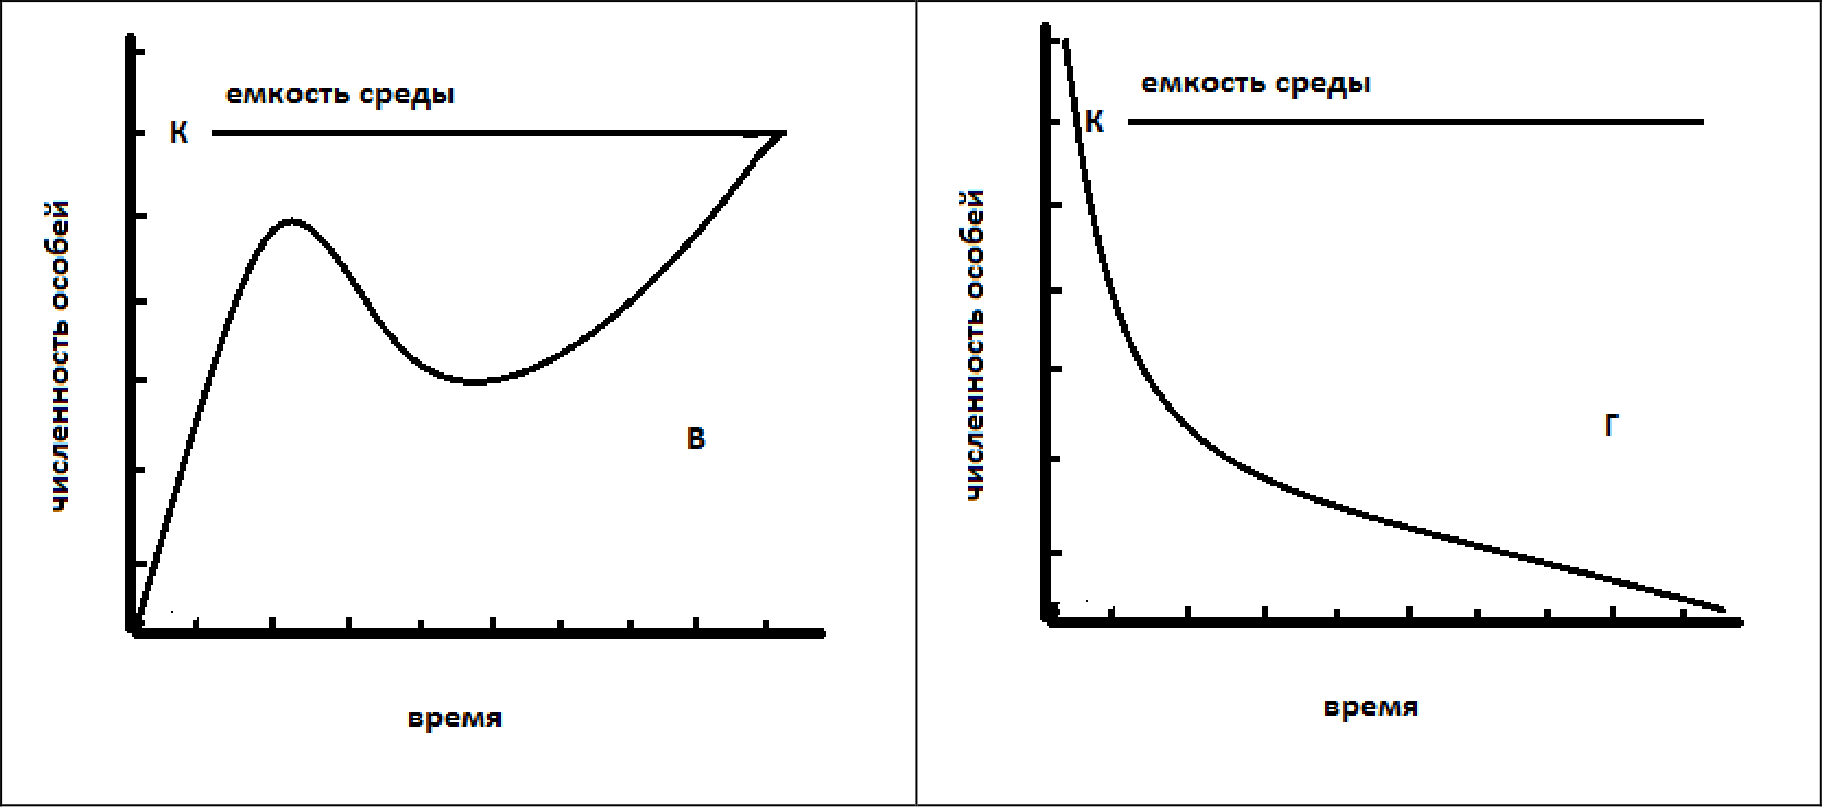 емкость среды
К
численность особей
В
время
емкость среды
К
численность особей
Г
время